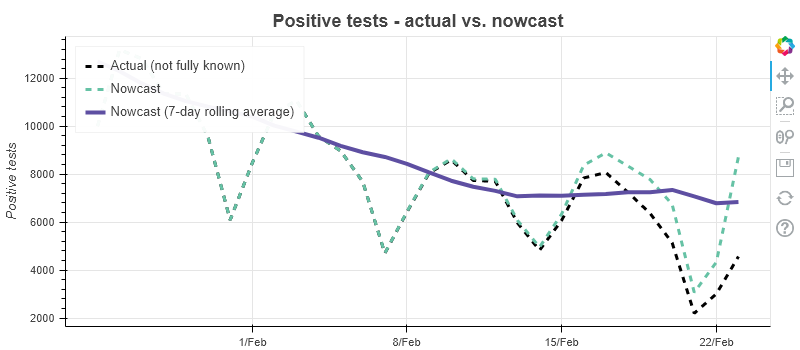 Positive tests - actual vs. nowcast
Actual (not fully known)
Nowcast
Nowcast (7-day rolling average)
Positive tests
12000
10000
8000
6000
4000
2000
1/Feb
8/Feb
15/Feb
22/Feb